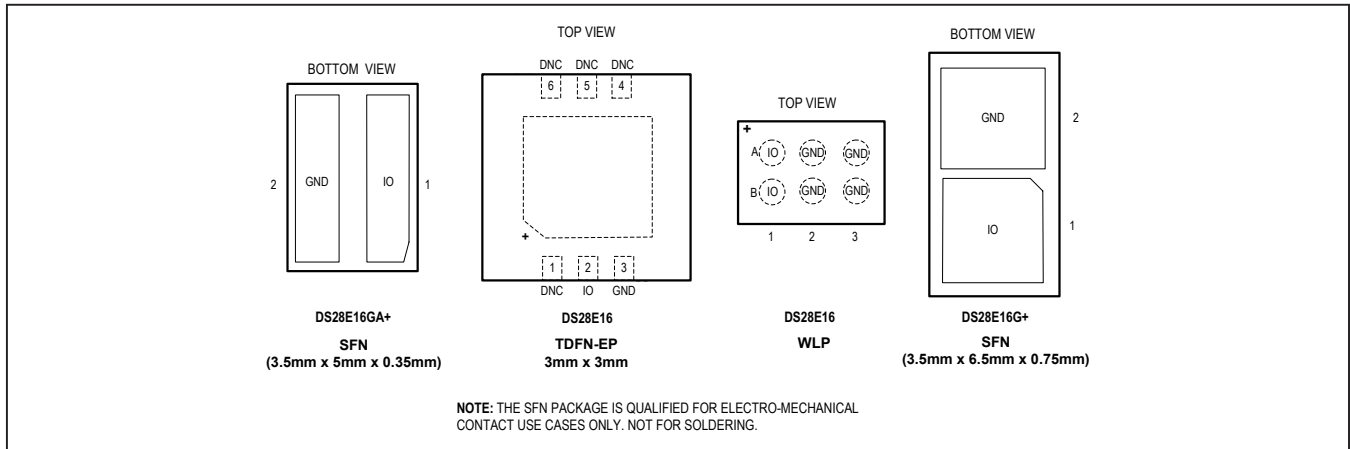 BOTTOM VIEW
2
GND
IO
1
DS28E16GA+
SFN
(3.5mm x 5mm x 0.35mm)
TOP VIEW
DNC DNC DNC
6 5 4
+
1 2 3
DNC IO GND
DS28E16
TDFN-EP
3mm x 3mm
TOP VIEW
+
A IO GND GND
B IO GND GND
1 2 3
DS28E16
WLP
BOTTOM VIEW
GND
2
IO
1
DS28E16G+
SFN
(3.5mm x 6.5mm x 0.75mm)
NOTE: THE SFN PACKAGE IS QUALIFIED FOR ELECTRO-MECHANICAL
CONTACT USE CASES ONLY. NOT FOR SOLDERING.